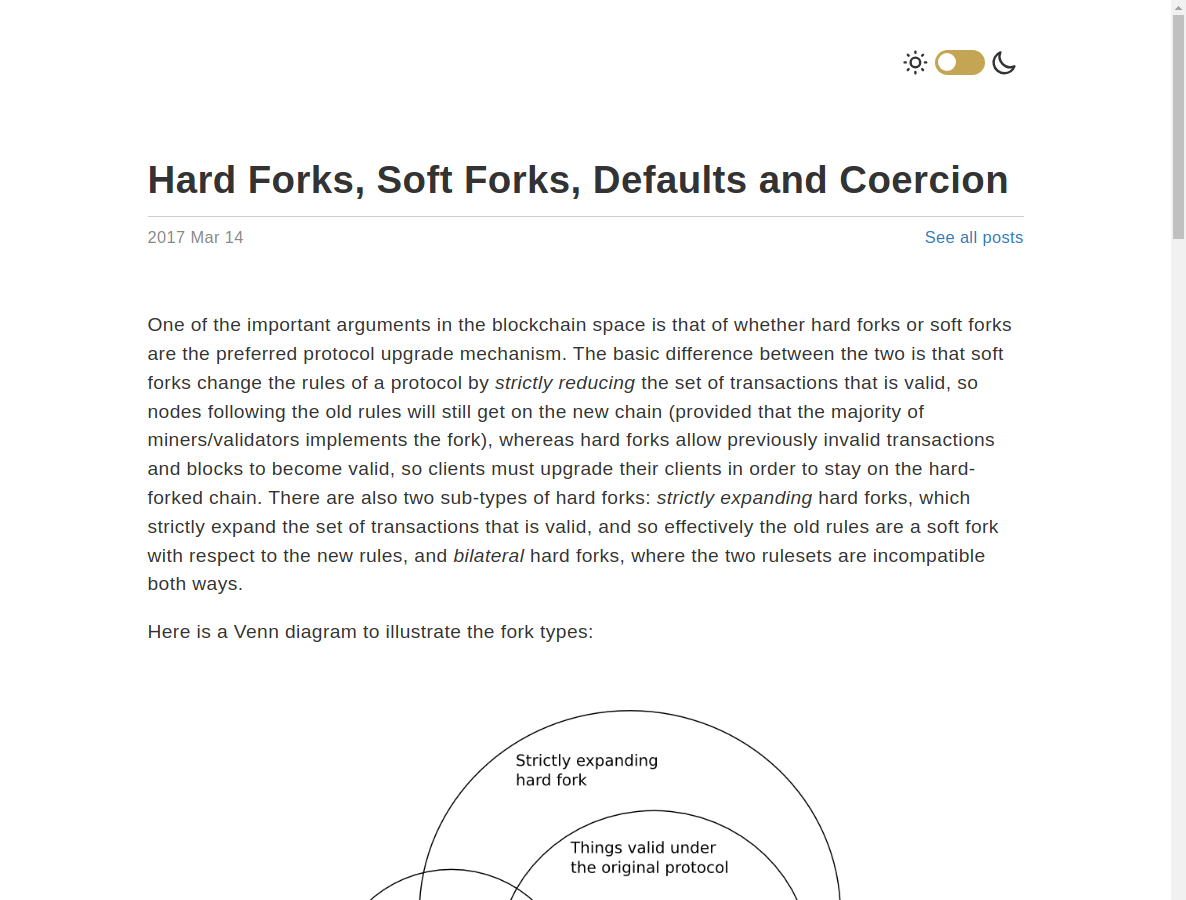 Hard Forks, Soft Forks, Defaults and Coercion
2017 Mar 14
See all posts
One of the important arguments in the blockchain space is that of whether hard forks or soft forks
are the preferred protocol upgrade mechanism. The basic difference between the two is that soft
forks change the rules of a protocol by strictly reducing the set of transactions that is valid, so
nodes following the old rules will still get on the new chain (provided that the majority of
miners/validators implements the fork), whereas hard forks allow previously invalid transactions
and blocks to become valid, so clients must upgrade their clients in order to stay on the hard-
forked chain. There are also two sub-types of hard forks: strictly expanding hard forks, which
strictly expand the set of transactions that is valid, and so effectively the old rules are a soft fork
with respect to the new rules, and bilateral hard forks, where the two rulesets are incompatible
both ways.
Here is a Venn diagram to illustrate the fork types:
Strictly expanding
hard fork
Things valid under
the original protocol